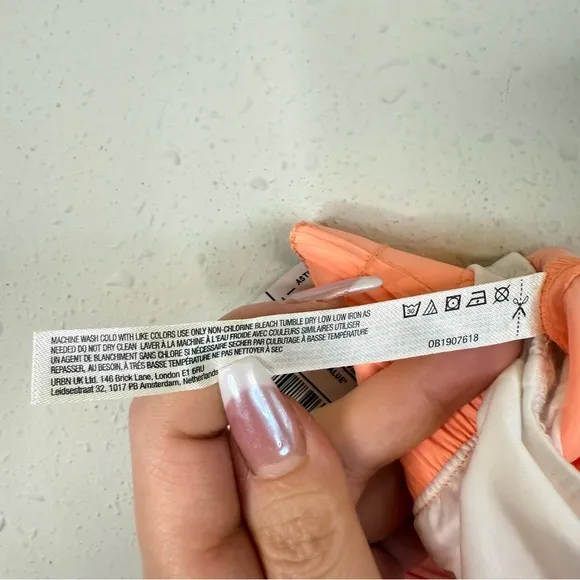 MACHINE WASH COLD WITH LIKE COLORS USE ONLY NON-CHLORINE BLEACH TUMBLE DRY LOW LOW IRON AS
NEEDED DO NOT DRY CLEAN LAVER À LA MACHINE À L'EAU FROIDE AVEC COULEURS SIMILAIRES UTILISER
UN AGENT DE BLANCHIMENT SANS CHLORE SI NÉCESSAIRE SECHER PAR CULBUTAGE À BASSE TEMPÉRATURE
REPASSER, AU BESOIN, À TRÈS BASSE TEMPÉRATURE NE PAS NETTOYER À SEC
URBN UK Ltd. 146 Brick Lane, London E1 6RU
Leidsestraat 32, 1017 PB Amsterdam, Netherlands
30
OB1907618